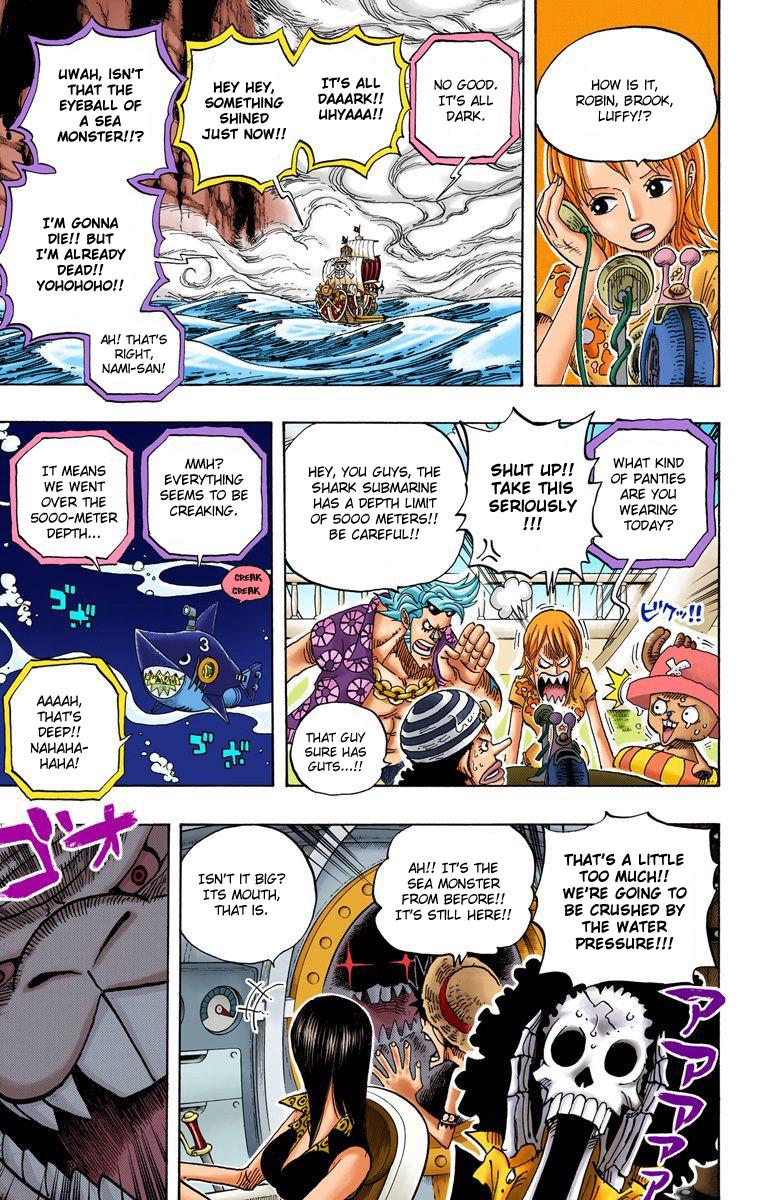 HOW IS IT,
ROBIN, BROOK,
LUFFY!?
NO GOOD.
IT'S ALL
DARK.
IT'S ALL
DAAARK!!
UHYAAA!!
HEY HEY,
SOMETHING
SHINED
JUST NOW!!
UWAH, ISN'T
THAT THE
EYEBALL OF
A SEA
MONSTER!!?
I'M GONNA
DIE!! BUT
I'M ALREADY
DEAD!!
YOHOHOHO!!
AH! THAT'S
RIGHT,
NAMI-SAN!
WHAT KIND
OF PANTIES
ARE YOU
WEARING
TODAY?
SHUT UP!!
TAKE THIS
SERIOUSLY
!!!
ビクッ!!
HEY, YOU GUYS, THE
SHARK SUBMARINE
HAS A DEPTH LIMIT
OF 5000 METERS!!
BE CAREFUL!!
THAT GUY
SURE HAS
GUTS...!!
MMH?
EVERYTHING
SEEMS TO BE
CREAKING.
IT MEANS
WE WENT
OVER THE
5000-METER
DEPTH...
CREAK
CREAK
ゴボ
3
ゴボ
AAAAH,
THAT'S
DEEP!!
NAHAHA-
HAHA!
THAT'S A LITTLE
TOO MUCH!!
WE'RE GOING TO
BE CRUSHED BY
THE WATER
PRESSURE!!!
アアアアア
AH!! IT'S THE
SEA MONSTER
FROM BEFORE!!
IT'S STILL HERE!!
ISN'T IT BIG?
ITS MOUTH,
THAT IS.
ゴオ